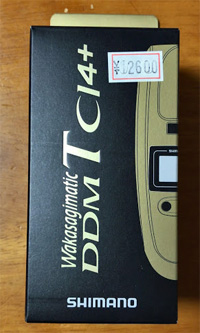 ¥12600
Wakasagimatic
DDM T CI4+
SHIMANO